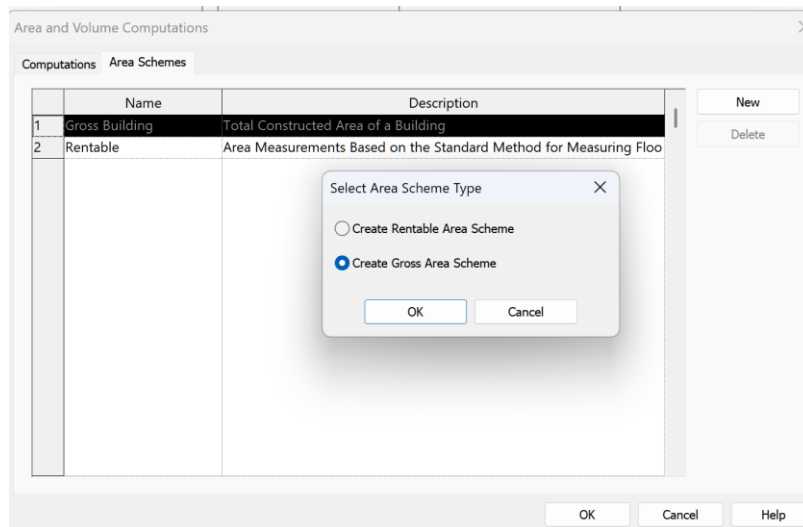 Area and Volume Computations
Computations Area Schemes
Name Description New
1 Gross Building Total Constructed Area of a Building
2 Rentable Area Measurements Based on the Standard Method for Measuring Floo
Delete
Select Area Scheme Type
Create Rentable Area Scheme
Create Gross Area Scheme
OK Cancel
OK Cancel Help